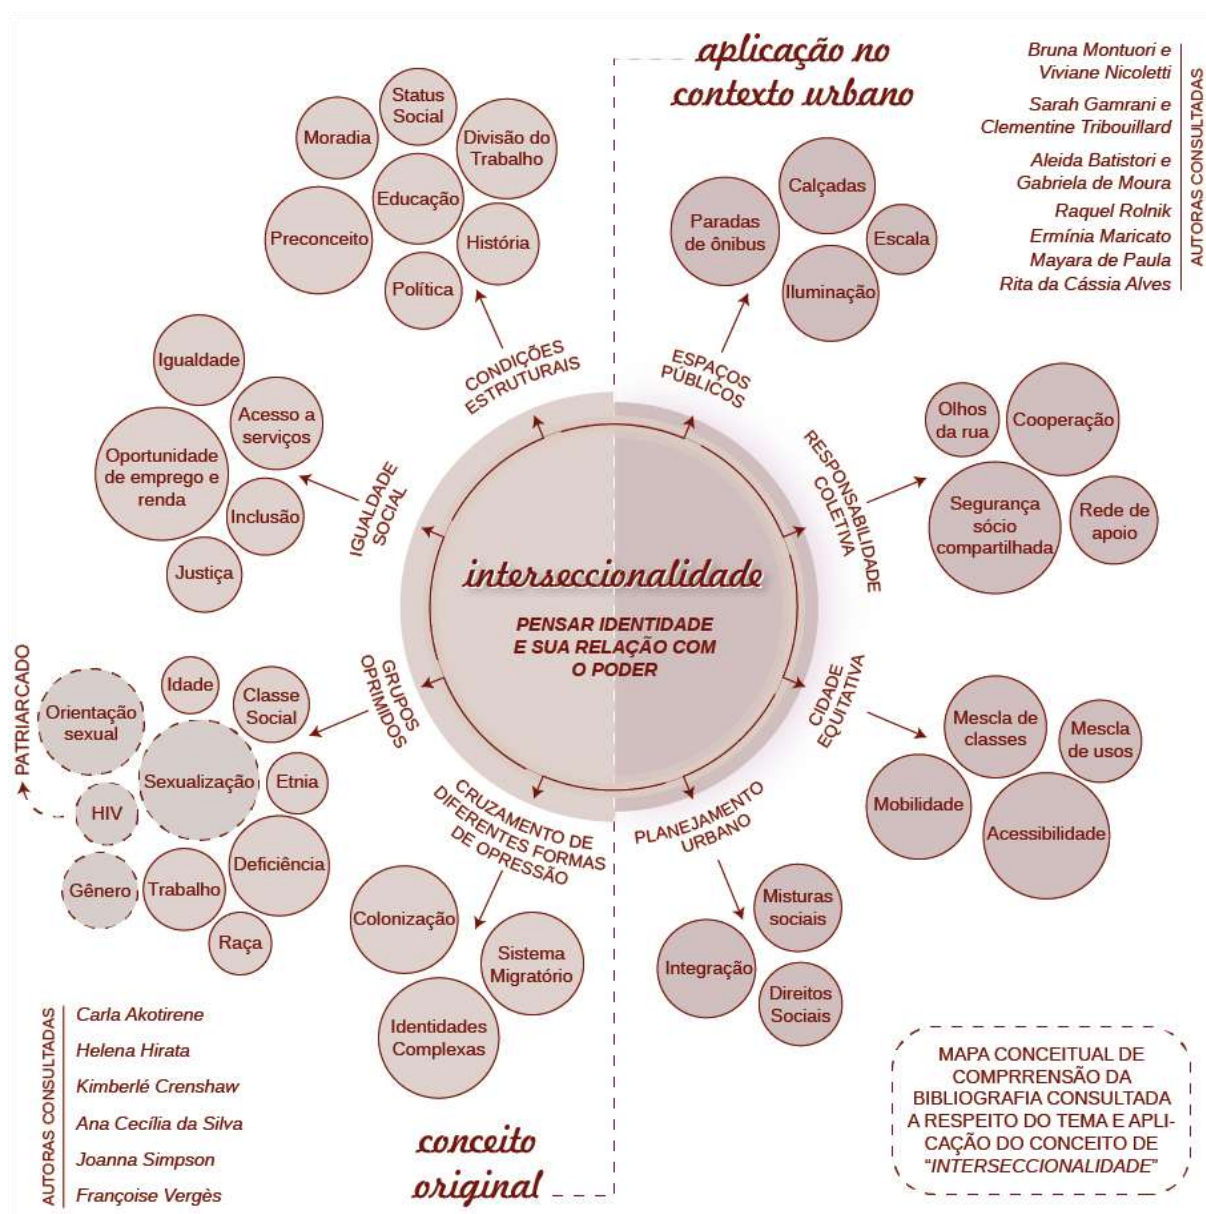 aplicação no
contexto urbano
Bruna Montuori e
Viviane Nicoletti
Sarah Gamrani e
Clementine Tribouillard
Aleida Batistori e
Gabriela de Moura
Raquel Rolnik
Ermínia Maricato
Mayara de Paula
Rita da Cássia Alves
AUTORAS CONSULTADAS
Status
Social
Moradia
Divisão do
Trabalho
Educação
Preconceito
História
Política
CONDIÇÕES
ESTRUTURAIS
Calçadas
Paradas
de ônibus
Escala
Iluminação
ESPAÇOS
PÚBLICOS
Igualdade
Acesso a
serviços
Oportunidade
de emprego e
renda
Inclusão
Justiça
IGUALDADE
SOCIAL
Olhos
da rua
Cooperação
Segurança
sócio
compartilhada
Rede de
apoio
RESPONSABILIDADE
COLETIVA
interseccionalidade
PENSAR IDENTIDADE
E SUA RELAÇÃO COM
O PODER
PATRIARCADO
Orientação
sexual
Idade
Classe
Social
Sexualização
Etnia
HIV
Deficiência
Gênero
Trabalho
Raça
GRUPOS
OPRIMIDOS
CIDADE
EQUITATIVA
Mescla de
classes
Mescla
de usos
Mobilidade
Acessibilidade
CRUZAMENTO DE
DIFERENTES FORMAS
DE OPRESSÃO
Colonização
Sistema
Migratório
Identidades
Complexas
PLANEJAMENTO
URBANO
Misturas
sociais
Integração
Direitos
Sociais
AUTORAS CONSULTADAS
Carla Akotirene
Helena Hirata
Kimberlé Crenshaw
Ana Cecília da Silva
Joanna Simpson
Françoise Vergès
conceito
original
MAPA CONCEITUAL DE
COMPRRENSÃO DA
BIBLIOGRAFIA CONSULTADA
A RESPEITO DO TEMA E APLI-
CAÇÃO DO CONCEITO DE
“INTERSECCIONALIDADE”